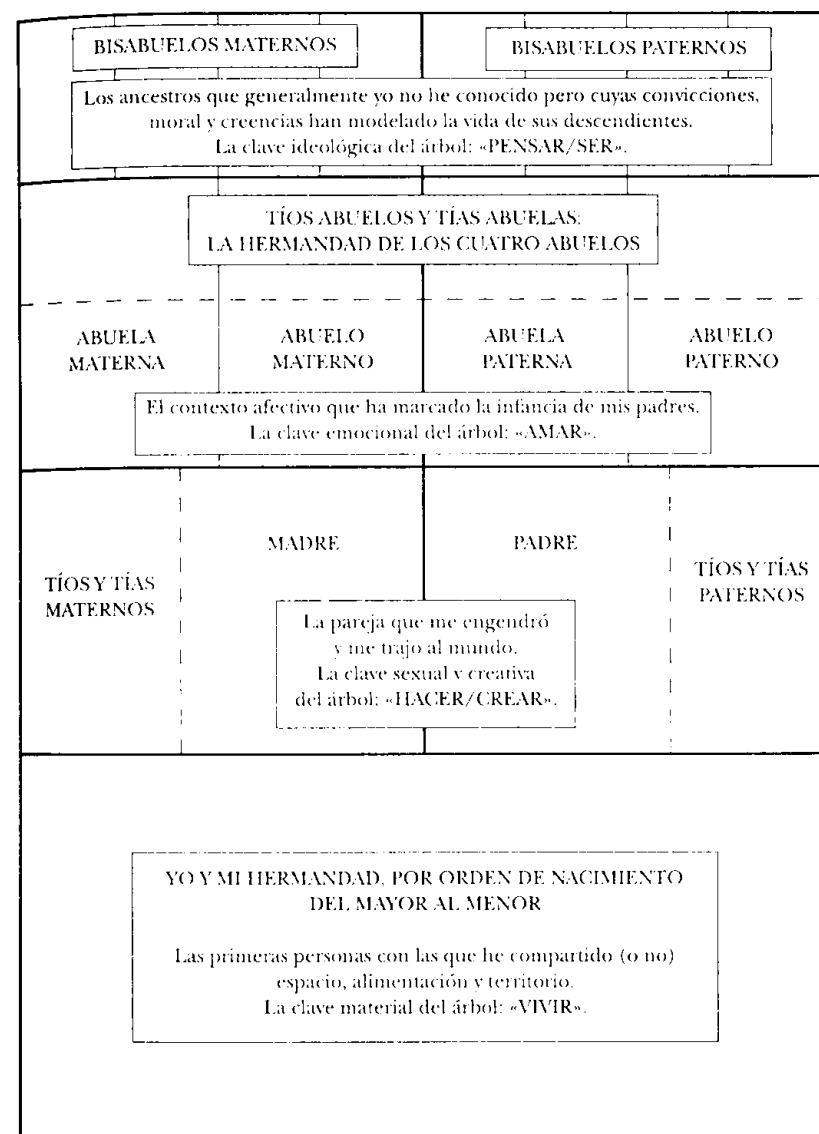 BISABUELOS MATERNOS
BISABUELOS PATERNOS
Los ancestros que generalmente yo no he conocido pero cuyas convicciones,
moral y creencias han modelado la vida de sus descendientes.
La clave ideológica del árbol: «PENSAR/SER».
TÍOS ABUELOS Y TÍAS ABUELAS:
LA HERMANDAD DE LOS CUATRO ABUELOS
ABUELA
MATERNA
ABUELO
MATERNO
ABUELA
PATERNA
ABUELO
PATERNO
El contexto afectivo que ha marcado la infancia de mis padres.
La clave emocional del árbol: «AMAR».
TÍOS Y TÍAS
MATERNOS
MADRE
PADRE
TÍOS Y TÍAS
PATERNOS
La pareja que me engendró
y me trajo al mundo.
La clave sexual y creativa
del árbol: «HACER/CREAR».
YO Y MI HERMANDAD, POR ORDEN DE NACIMIENTO
DEL MAYOR AL MENOR
Las primeras personas con las que he compartido (o no)
espacio, alimentación y territorio.
La clave material del árbol: «VIVIR».